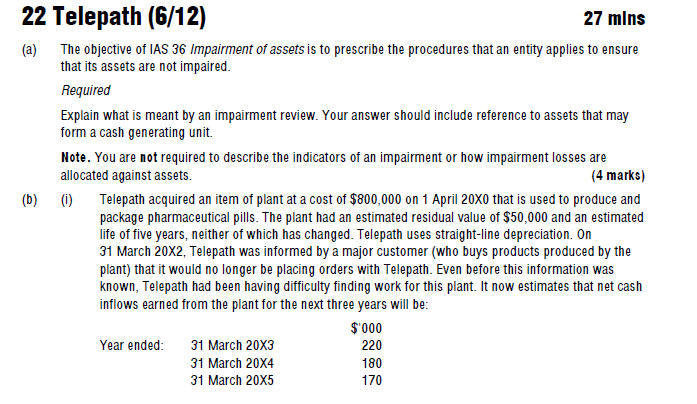 22 Telepath (6/12) 27 mins
(a) The objective of IAS 36 Impairment of assets is to prescribe the procedures that an entity applies to ensure
that its assets are not impaired.
Required
Explain what is meant by an impairment review. Your answer should include reference to assets that may
form a cash generating unit.
Note. You are not required to describe the indicators of an impairment or how impairment losses are
allocated against assets. (4 marks)
(b) (i) Telepath acquired an item of plant at a cost of $800,000 on 1 April 20X0 that is used to produce and
package pharmaceutical pills. The plant had an estimated residual value of $50,000 and an estimated
life of five years, neither of which has changed. Telepath uses straight-line depreciation. On
31 March 20X2, Telepath was informed by a major customer (who buys products produced by the
plant) that it would no longer be placing orders with Telepath. Even before this information was
known, Telepath had been having difficulty finding work for this plant. It now estimates that net cash
inflows earned from the plant for the next three years will be:
$'000
Year ended: 31 March 20X3 220
31 March 20X4 180
31 March 20X5 170